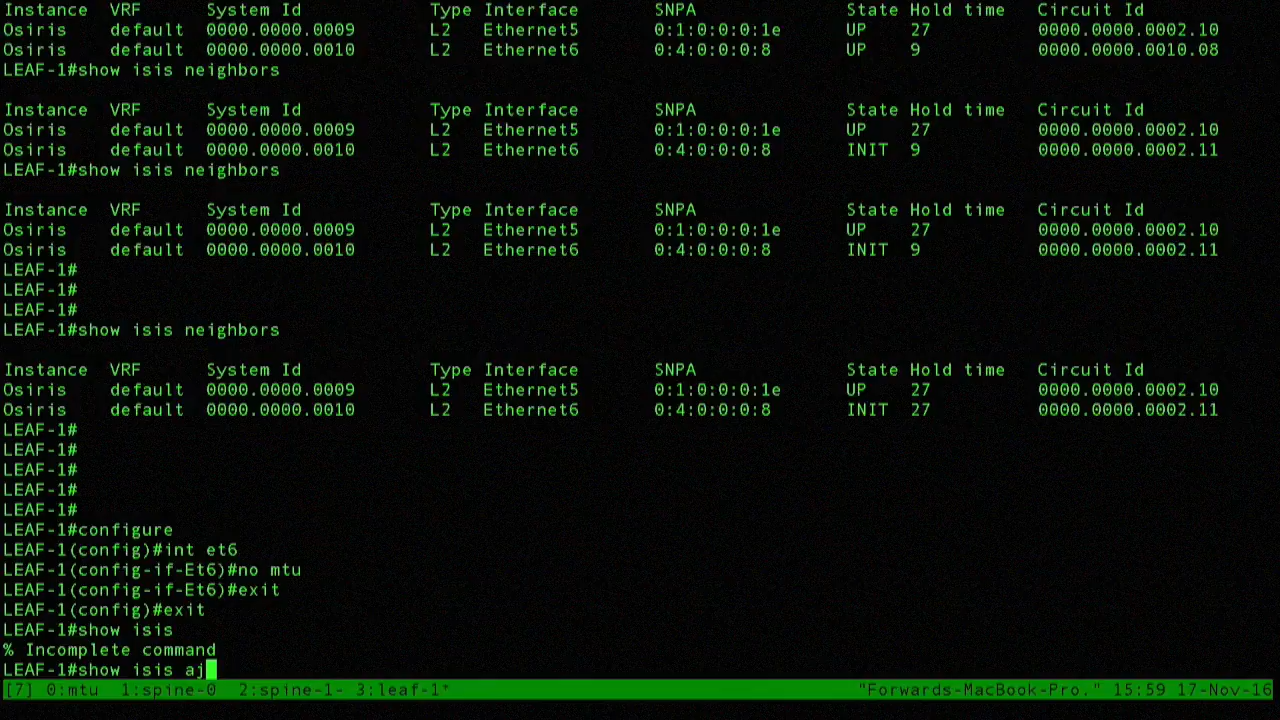 Instance VRF System Id Type Interface SNPA State Hold time Circuit Id
Osiris default 0000.0000.0009 L2 Ethernet5 0:1:0:0:0:1e UP 27 0000.0000.0002.10
Osiris default 0000.0000.0010 L2 Ethernet6 0:4:0:0:0:8 UP 9 0000.0000.0010.08
LEAF-1#show isis neighbors
Instance VRF System Id Type Interface SNPA State Hold time Circuit Id
Osiris default 0000.0000.0009 L2 Ethernet5 0:1:0:0:0:1e UP 27 0000.0000.0002.10
Osiris default 0000.0000.0010 L2 Ethernet6 0:4:0:0:0:8 INIT 9 0000.0000.0002.11
LEAF-1#show isis neighbors
Instance VRF System Id Type Interface SNPA State Hold time Circuit Id
Osiris default 0000.0000.0009 L2 Ethernet5 0:1:0:0:0:1e UP 27 0000.0000.0002.10
Osiris default 0000.0000.0010 L2 Ethernet6 0:4:0:0:0:8 INIT 9 0000.0000.0002.11
LEAF-1#
LEAF-1#
LEAF-1#
LEAF-1#show isis neighbors
Instance VRF System Id Type Interface SNPA State Hold time Circuit Id
Osiris default 0000.0000.0009 L2 Ethernet5 0:1:0:0:0:1e UP 27 0000.0000.0002.10
Osiris default 0000.0000.0010 L2 Ethernet6 0:4:0:0:0:8 INIT 27 0000.0000.0002.11
LEAF-1#
LEAF-1#
LEAF-1#
LEAF-1#
LEAF-1#
LEAF-1#configure
LEAF-1(config)#int et6
LEAF-1(config-if-Et6)#no mtu
LEAF-1(config-if-Et6)#exit
LEAF-1(config)#exit
LEAF-1#show isis
% Incomplete command
LEAF-1#show isis aj
[7] 0:mtu 1:spine-0 2:spine-1- 3:leaf-1* "Forwards-MacBook-Pro." 15:59 17-Nov-16